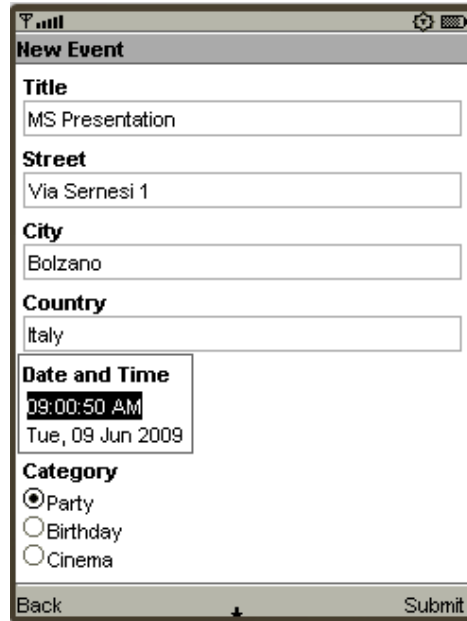 New Event
Title
MS Presentation
Street
Via Sernesi 1
City
Bolzano
Country
Italy
Date and Time
09:00:50 AM
Tue, 09 Jun 2009
Category
Party
Birthday
Cinema
Back Submit